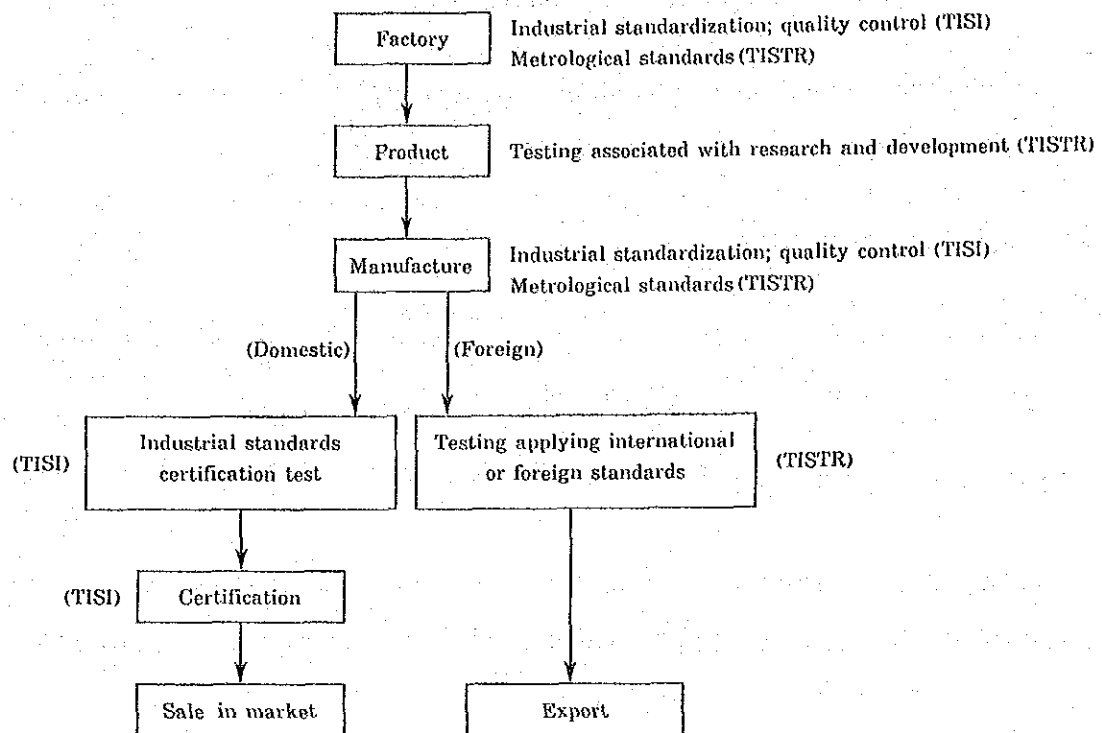 Factory
Industrial standardization; quality control (TISI)
Metrological standards (TISTR)
Product
Testing associated with research and development (TISTR)
Manufacture
Industrial standardization; quality control (TISI)
Metrological standards (TISTR)
(Domestic)
(Foreign)
(TISI)
Industrial standards
certification test
Testing applying international
or foreign standards
(TISTR)
(TISI)
Certification
Sale in market
Export